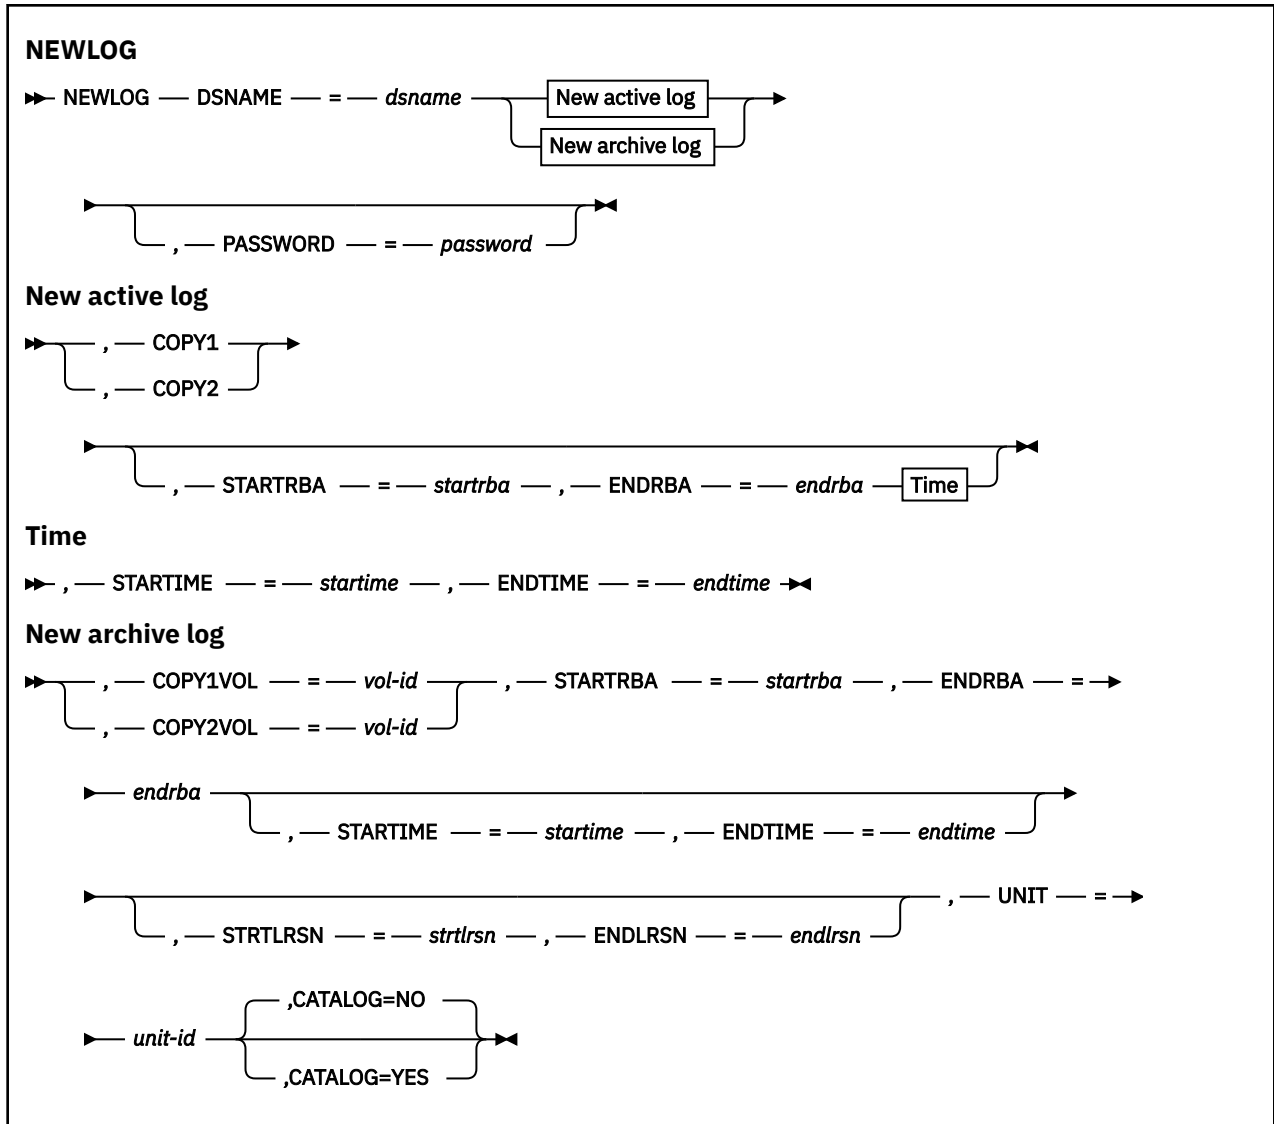 NEWLOG
NEWLOG DSNAME = dsname New active log
New archive log
, PASSWORD = password
New active log
, COPY1
, COPY2
, STARTRBA = startrba , ENDRBA = endrba Time
Time
, STARTIME = startime , ENDTIME = endtime
New archive log
, COPY1VOL = vol-id , STARTRBA = startrba , ENDRBA =
, COPY2VOL = vol-id
endrba
, STARTIME = startime , ENDTIME = endtime
, UNIT =
, STRTLRSN = strtlrsn , ENDLRSN = endlrsn
,CATALOG=NO
unit-id
,CATALOG=YES